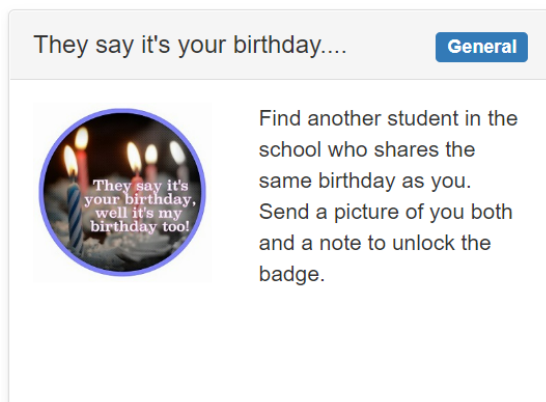 They say it's your birthday....
General
They say it's
your birthday,
well it's my
birthday too!
Find another student in the
school who shares the
same birthday as you.
Send a picture of you both
and a note to unlock the
badge.